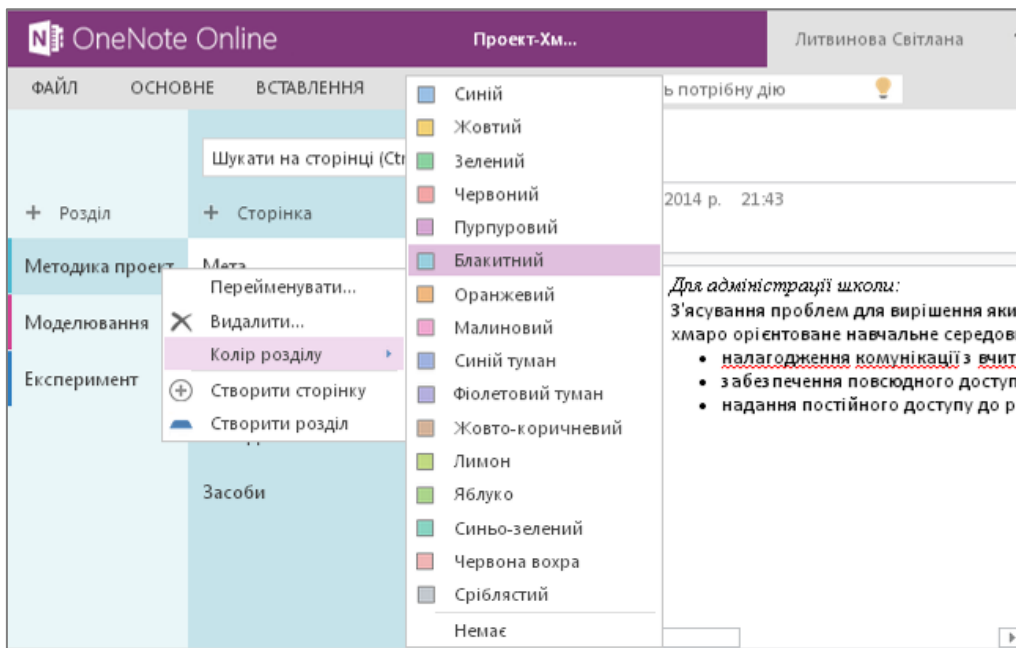 OneNote Online
Проект-Хм...
Литвинова Світлана
ФАЙЛ ОСНОВНЕ ВСТАВЛЕННЯ
ь потрібну дію
Шукати на сторінці (Ctr
+ Розділ
+ Сторінка
Методика проект
Моделювання
Експеримент
Мета
Засоби
Перейменувати...
Видалити...
Колір розділу
Створити сторінку
Створити розділ
Синій
Жовтий
Зелений
Червоний
Пурпуровий
Блакитний
Оранжевий
Малиновий
Синій туман
Фіолетовий туман
Жовто-коричневий
Лимон
Яблуко
Синьо-зелений
Червона вохра
Сріблястий
Немає
2014 р. 21:43
Для адміністрації школи:
З'ясування проблем для вирішення яки
хмаро орієнтоване навчальне середов
• налагодження комунікації з вчит
• забезпечення повсюдного доступ
• надання постійного доступу до р